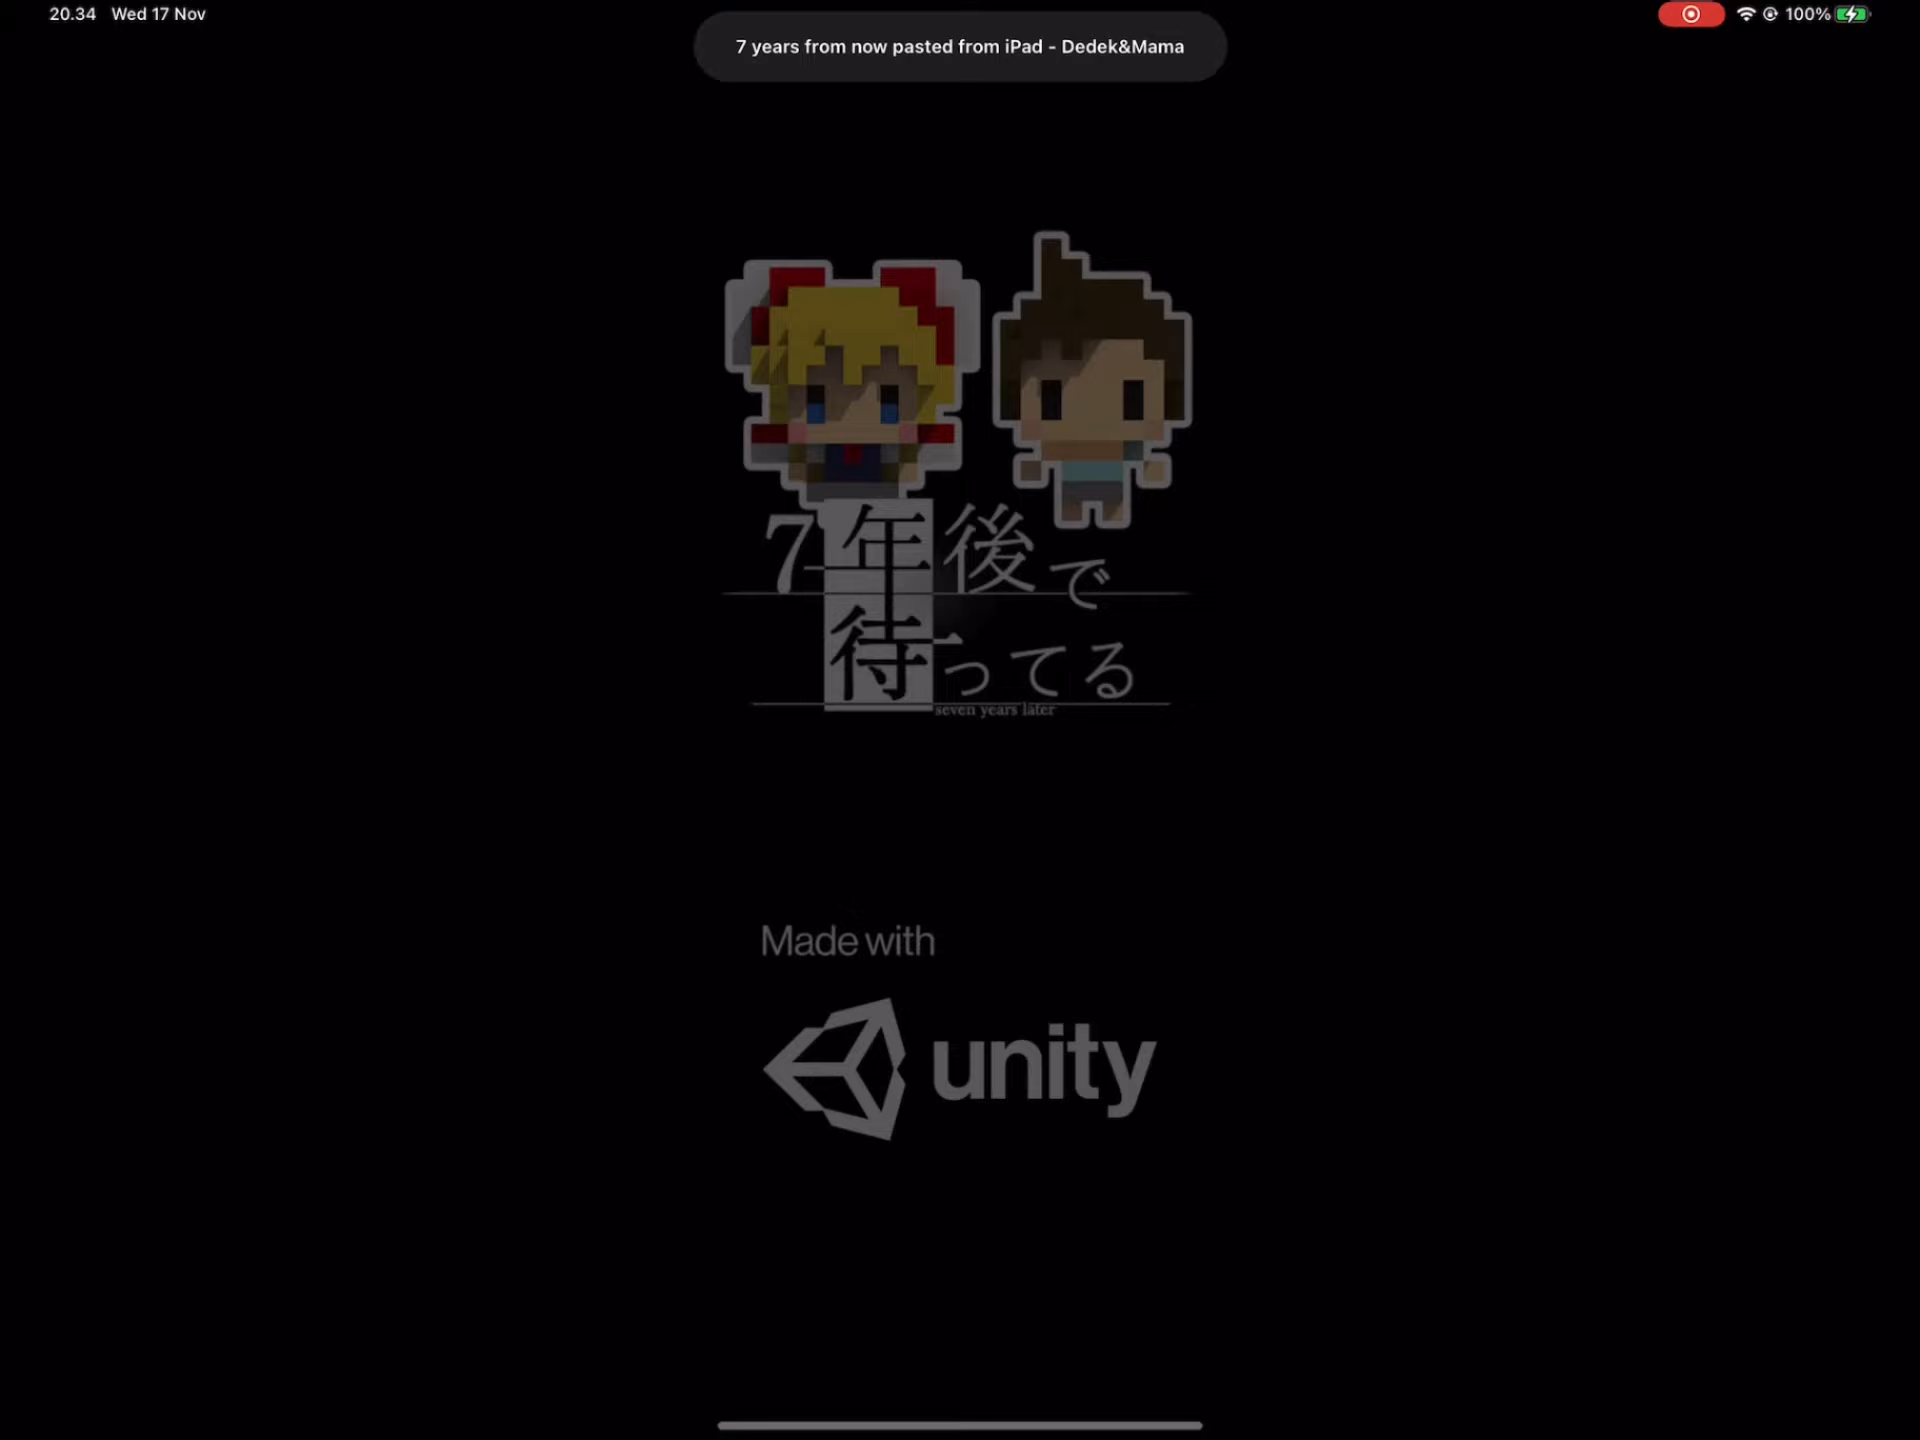 20.34 Wed 17 Nov
100%
7 years from now pasted from iPad - Dedek&Mama
7年後で
待ってる
seven years later
Made with
unity